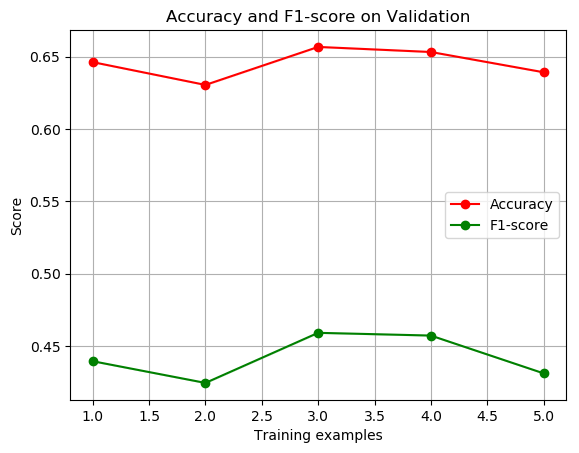 Accuracy and F1-score on Validation
Score
0.65
0.60
0.55
0.50
0.45
Accuracy
F1-score
1.0 1.5 2.0 2.5 3.0 3.5 4.0 4.5 5.0
Training examples